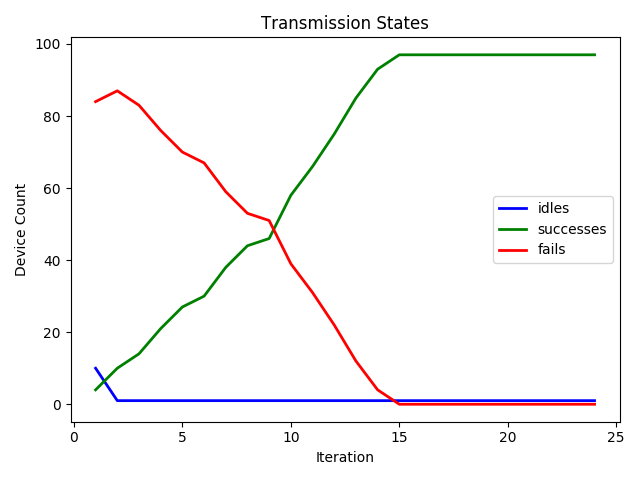 Transmission States
100
80
60
40
20
0
Device Count
idles
successes
fails
0 5 10 15 20 25
Iteration